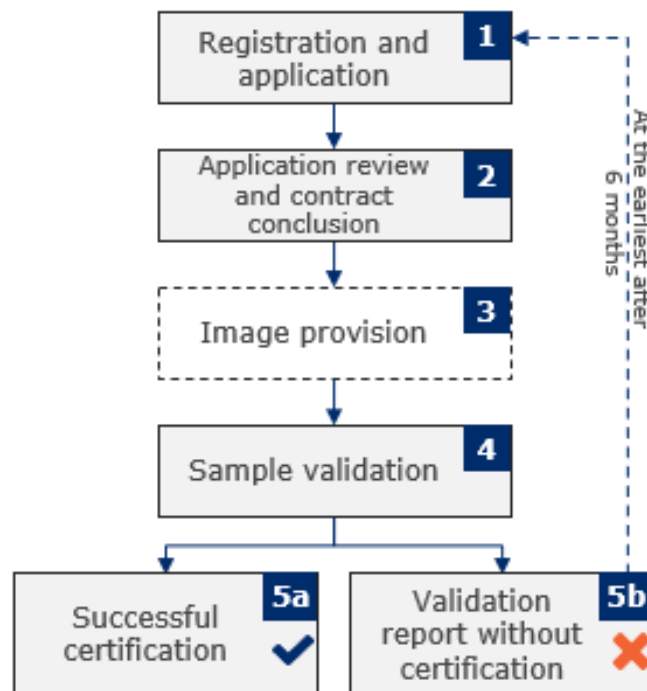 Registration and
application
1
At the earliest after
6 months
Application review
and contract
conclusion
2
Image provision
3
Sample validation
4
Successful
certification
5a
Validation
report without
certification
5b